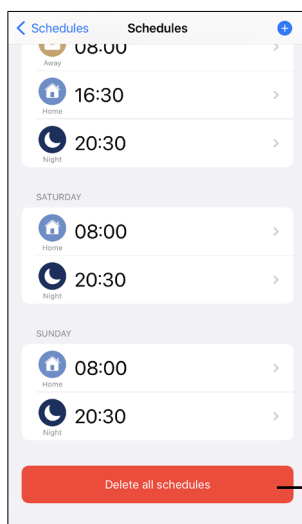 Schedules Schedules
08:00
Away
16:30
Home
20:30
Night
SATURDAY
08:00
Home
20:30
Night
SUNDAY
08:00
Home
20:30
Night
Delete all schedules